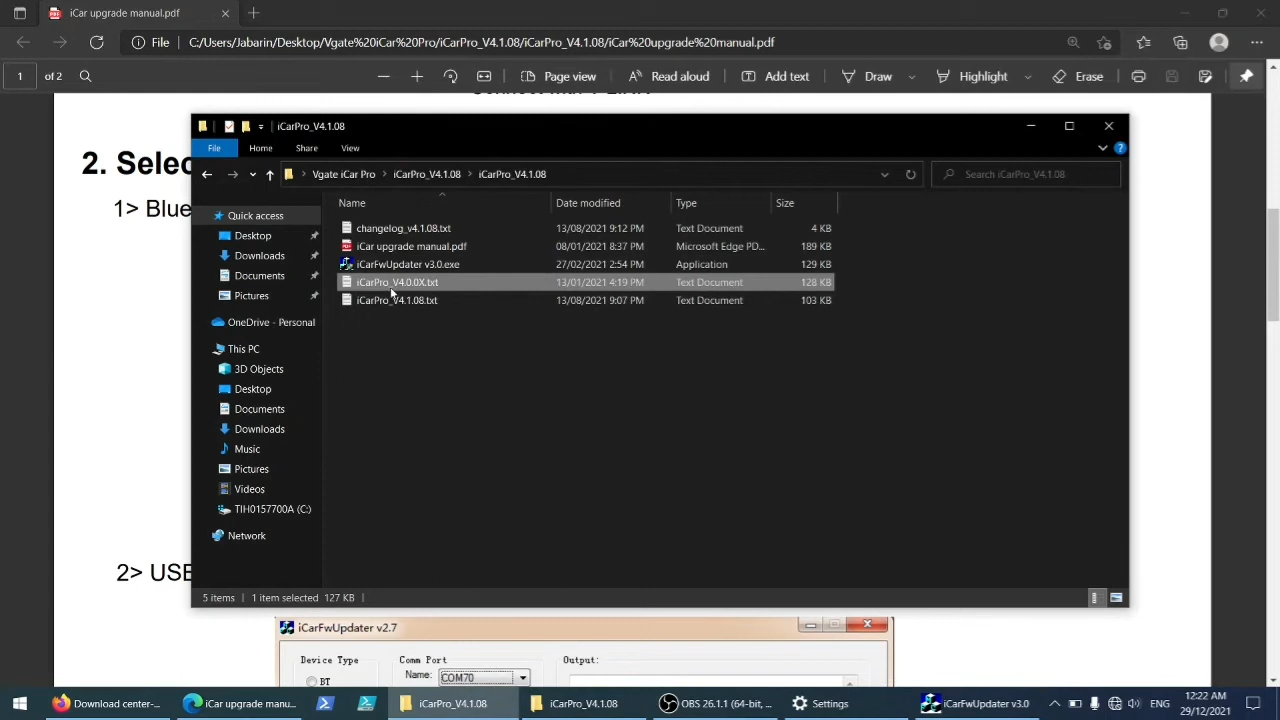 iCar upgrade manual.pdf
File C:/Users/Jabarin/Desktop/Vgate%20iCar%20Pro/iCarPro_V4.1.08/iCarPro_V4.1.08/iCar%20upgrade%20manual.pdf
1 of 2 Page view Read aloud Add text Draw Highlight Erase
iCarPro_V4.1.08
2. Selec
File Home Share View
Vgate iCar Pro iCarPro_V4.1.08 iCarPro_V4.1.08 Search iCarPro_V4.1.08
1> Blue
Name Date modified Type Size
Quick access
Desktop
Downloads
Documents
Pictures
OneDrive - Personal
This PC
3D Objects
Desktop
Documents
Downloads
Music
Pictures
Videos
TIH0157700A (C:)
Network
changelog_v4.1.08.txt 13/08/2021 9:12 PM Text Document 4 KB
iCar upgrade manual.pdf 08/01/2021 8:37 PM Microsoft Edge PD... 189 KB
iCarFwUpdater v3.0.exe 27/02/2021 2:54 PM Application 129 KB
iCarPro_V4.0.0X.txt 13/01/2021 4:19 PM Text Document 128 KB
iCarPro_V4.1.08.txt 13/08/2021 9:07 PM Text Document 103 KB
2> USE
5 items 1 item selected 127 KB
iCarFwUpdater v2.7
Device Type Comm Port Output:
BT Name: COM70
Download center-... iCar upgrade manu... iCarPro_V4.1.08 iCarPro_V4.1.08 OBS 26.1.1 (64-bit, ... Settings iCarFwUpdater v3.0 ENG 12:22 AM
29/12/2021